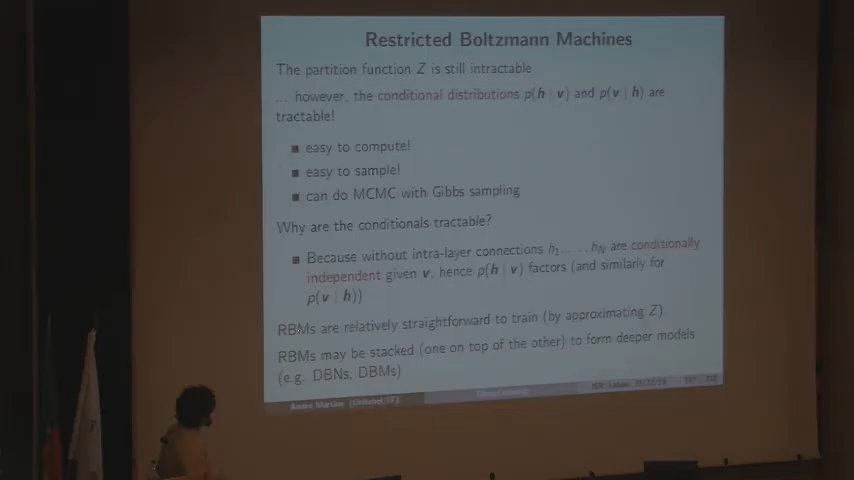 Restricted Boltzmann Machines
The partition function Z is still intractable
... however, the conditional distributions p(h | v) and p(v | h) are
tractable!
easy to compute!
easy to sample!
can do MCMC with Gibbs sampling
Why are the conditionals tractable?
Because without intra-layer connections h1, . . . , hN are conditionally
independent given v, hence p(h | v) factors (and similarly for
p(v | h))
RBMs are relatively straightforward to train (by approximating Z)
RBMs may be stacked (one on top of the other) to form deeper models
(e.g. DBNs, DBMs)